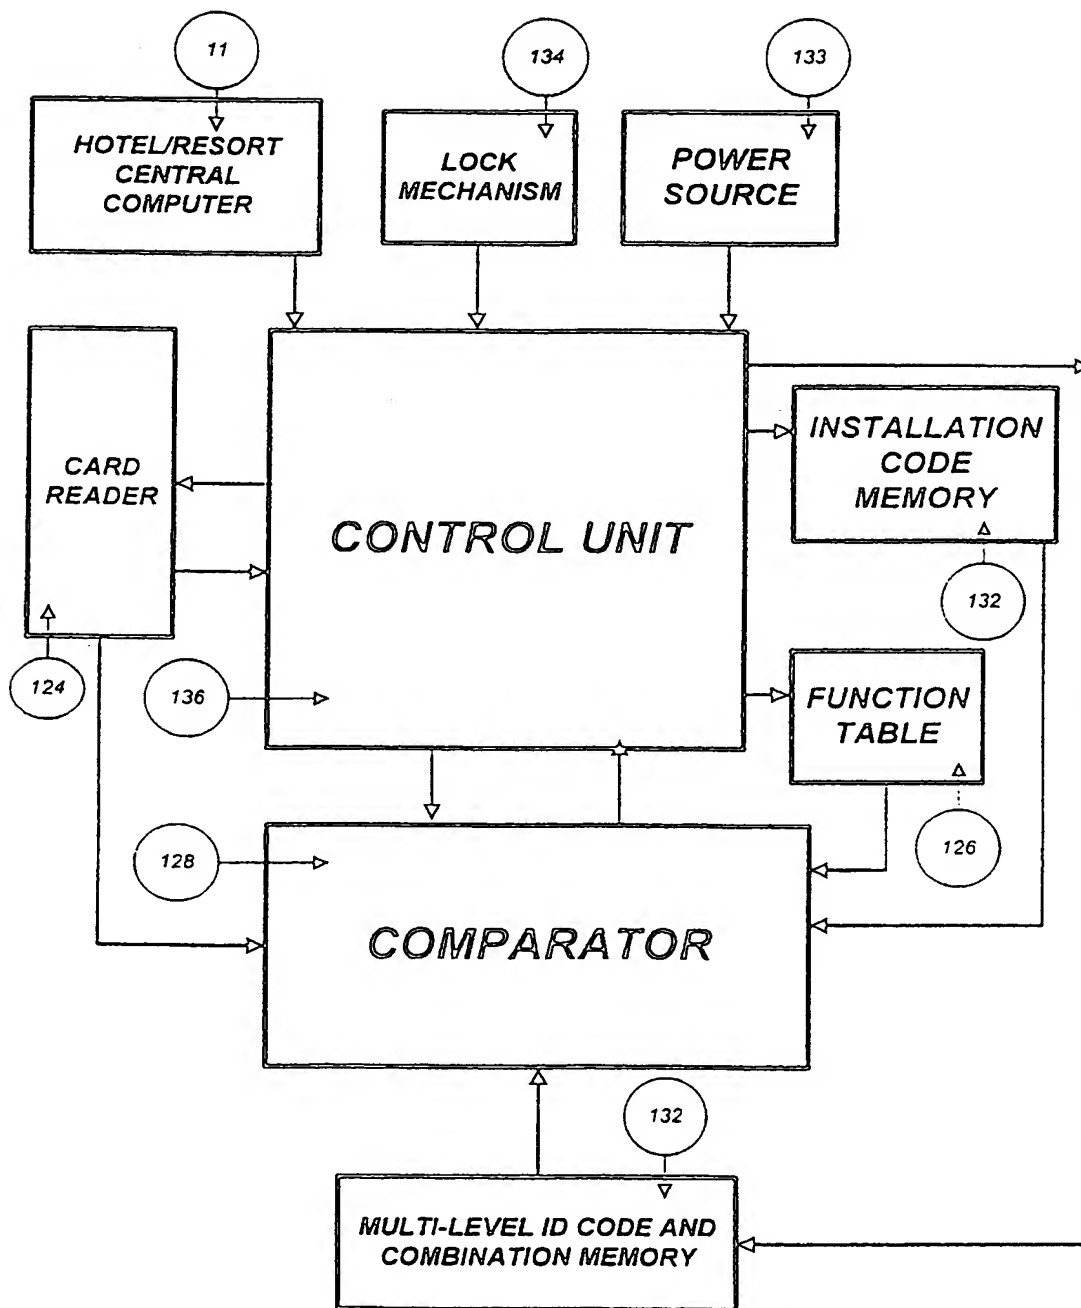 11
134
133
HOTEL/RESORT
CENTRAL
COMPUTER
LOCK
MECHANISM
POWER
SOURCE
CARD
READER
CONTROL UNIT
INSTALLATION
CODE
MEMORY
132
124
136
FUNCTION
TABLE
128
126
COMPARATOR
132
MULTI-LEVEL ID CODE AND
COMBINATION MEMORY